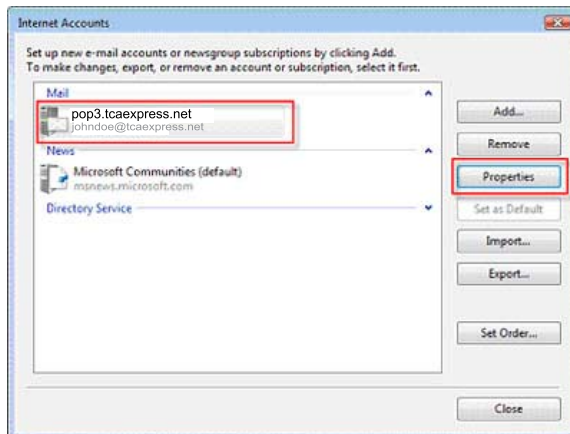 Internet Accounts
Set up new e-mail accounts or newsgroup subscriptions by clicking Add.
To make changes, export, or remove an account or subscription, select it first.
Mail
pop3.tcaexpress.net
johndoe@tcaexpress.net
News
Microsoft Communities (default)
msnews.microsoft.com
Directory Service
Add...
Remove
Properties
Set as Default
Import...
Export...
Set Order...
Close